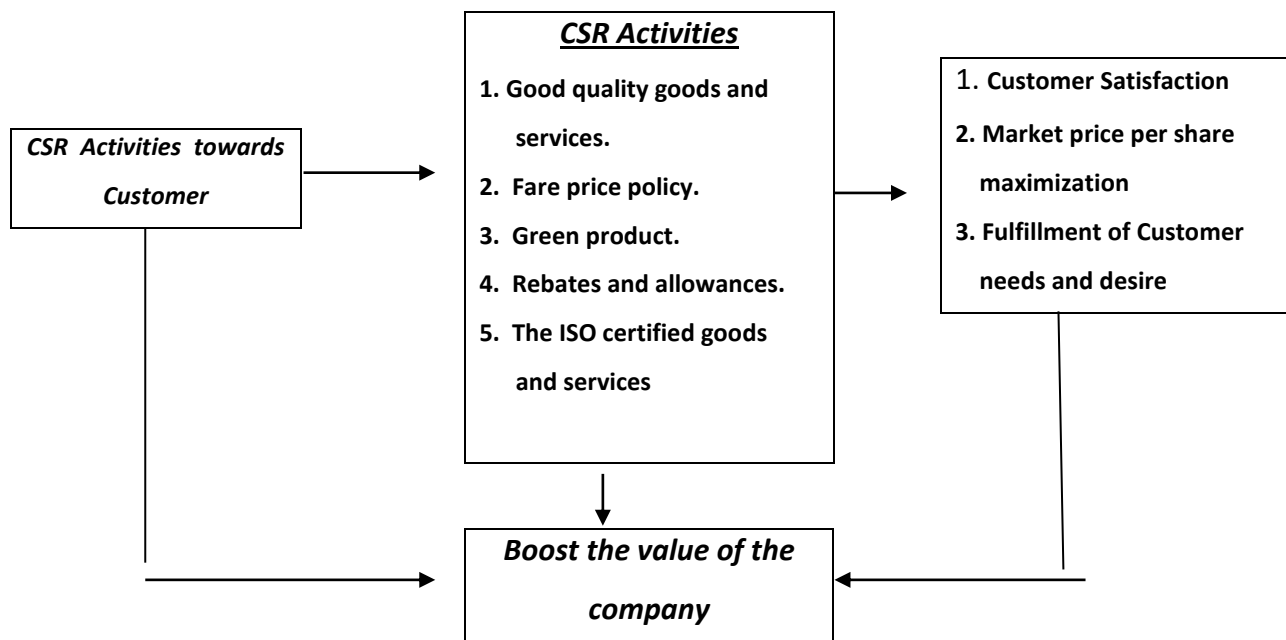 CSR Activities towards
Customer
CSR Activities
1. Good quality goods and
services.
2. Fare price policy.
3. Green product.
4. Rebates and allowances.
5. The ISO certified goods
and services
1. Customer Satisfaction
2. Market price per share
maximization
3. Fulfillment of Customer
needs and desire
Boost the value of the
company